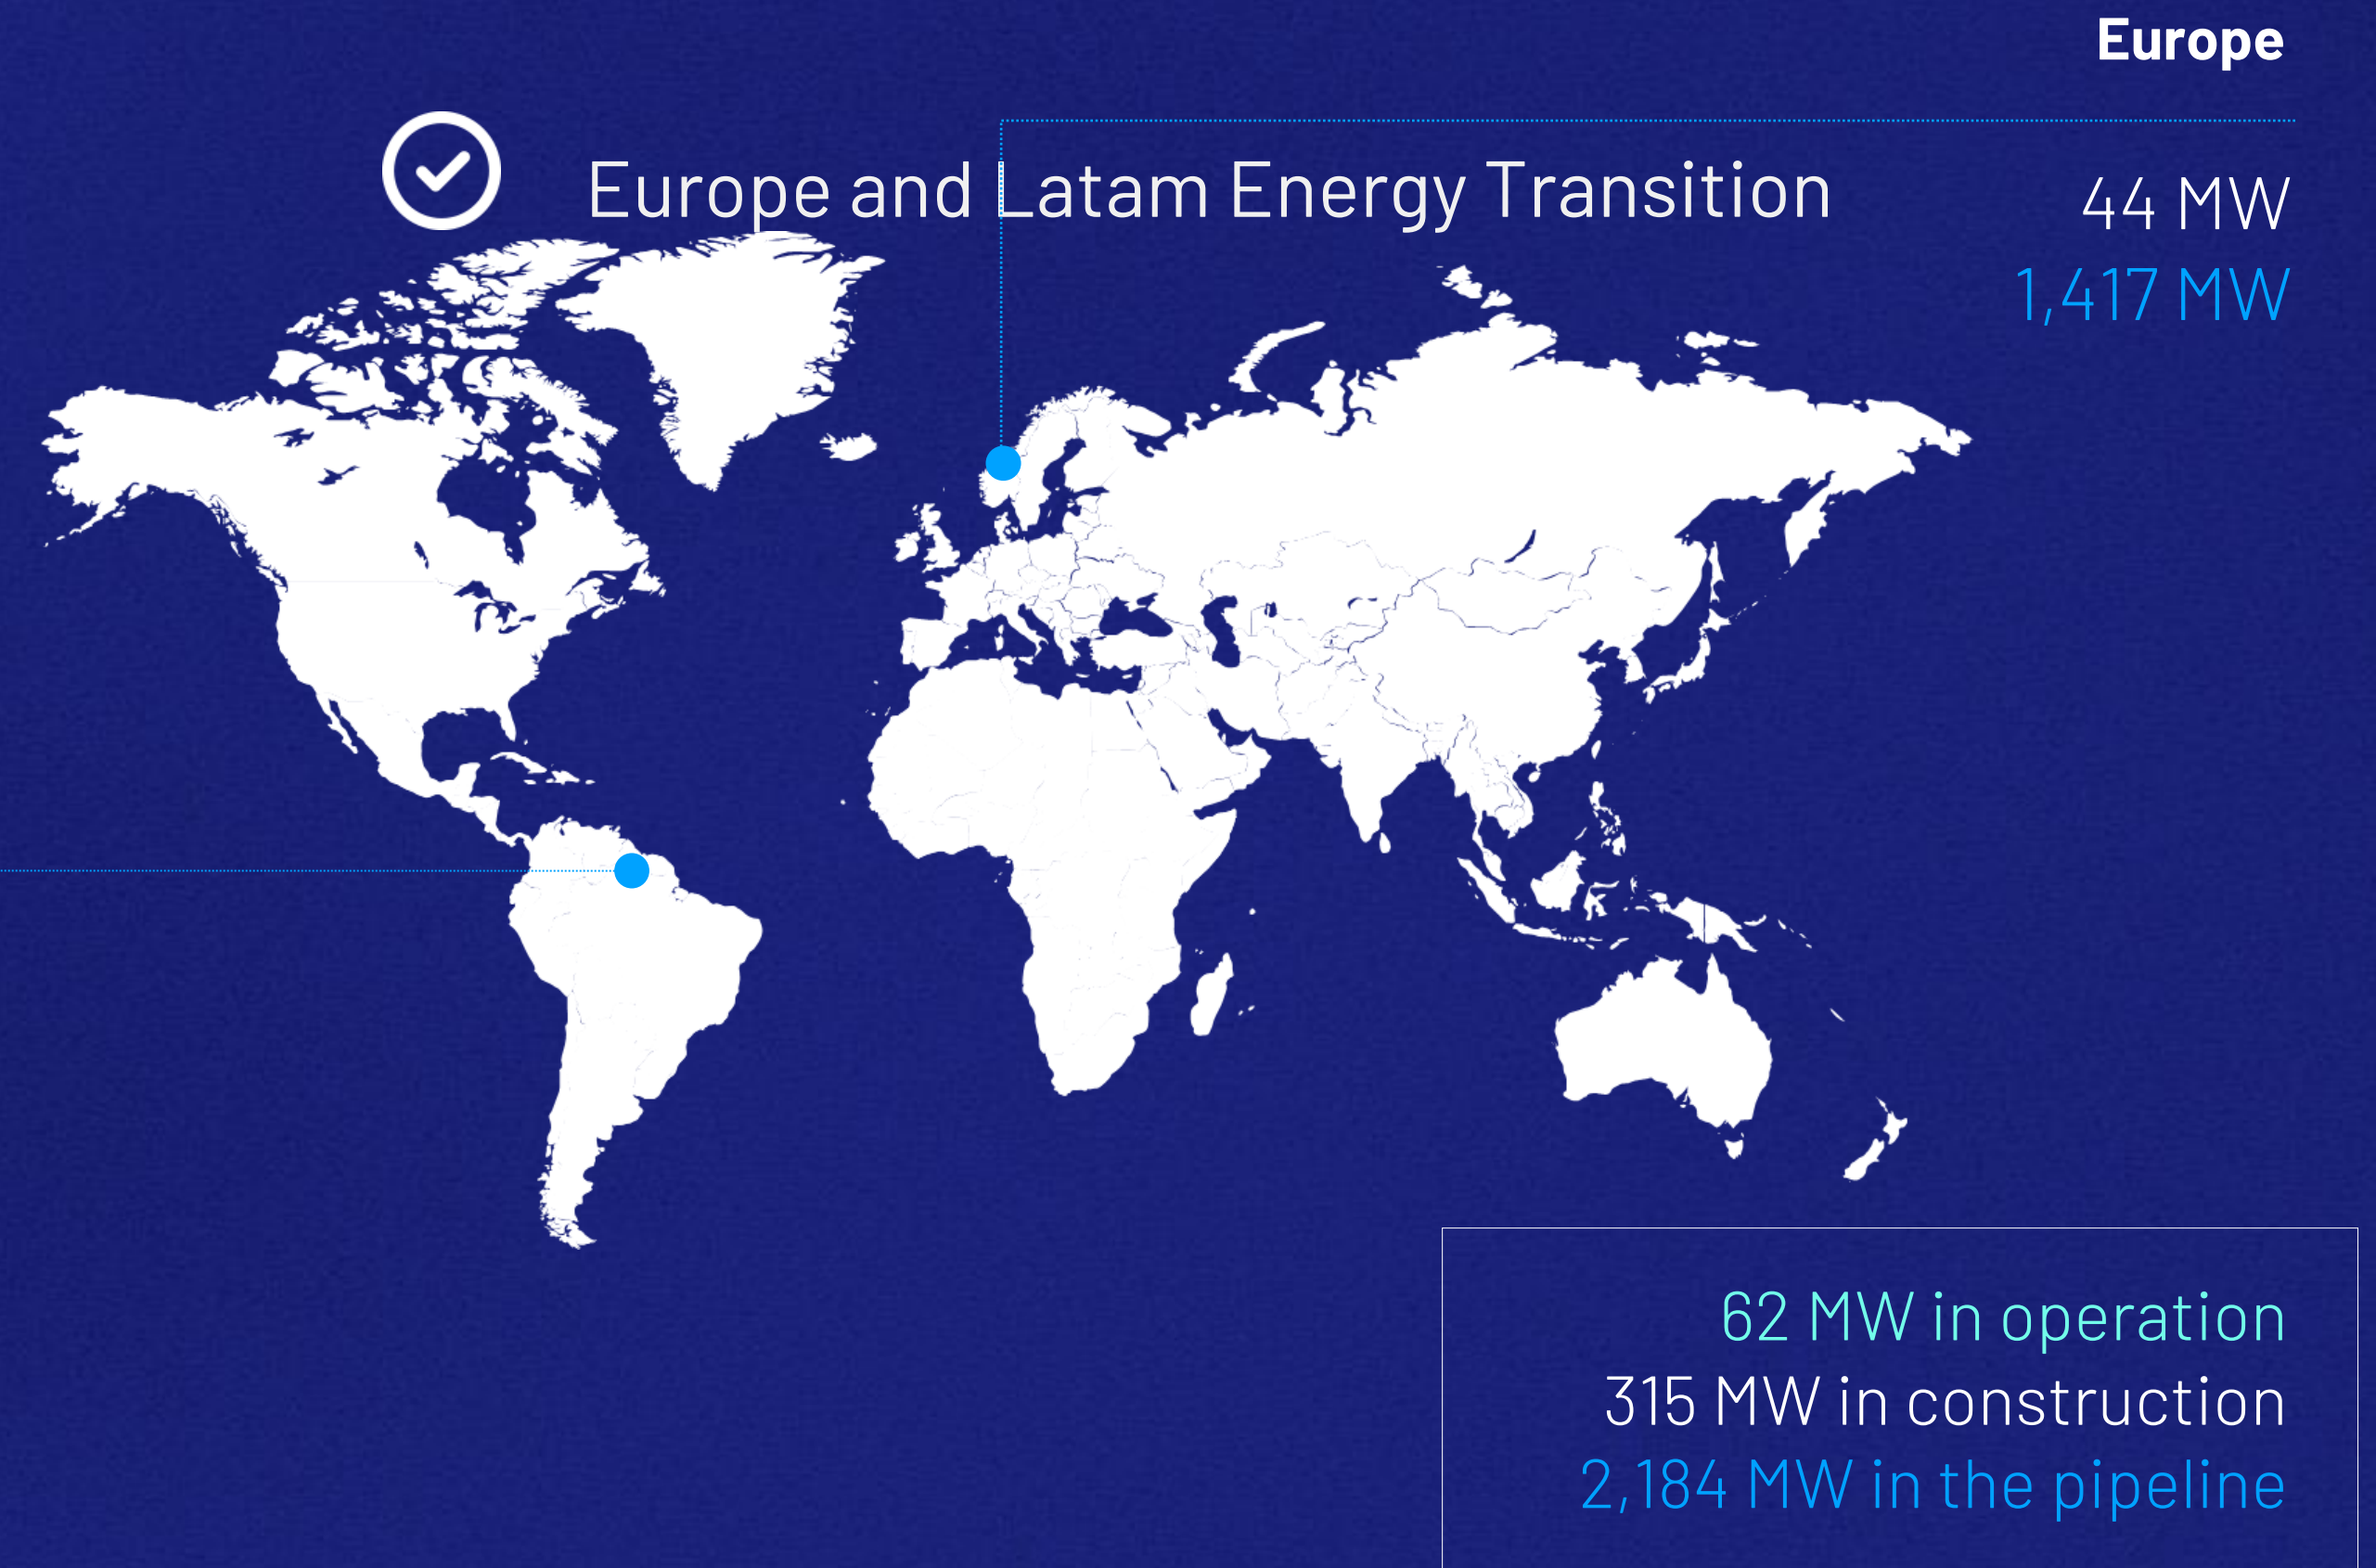 Europe
Europe and Latam Energy Transition
44 MW
1,417 MW
62 MW in operation
315 MW in construction
2,184 MW in the pipeline